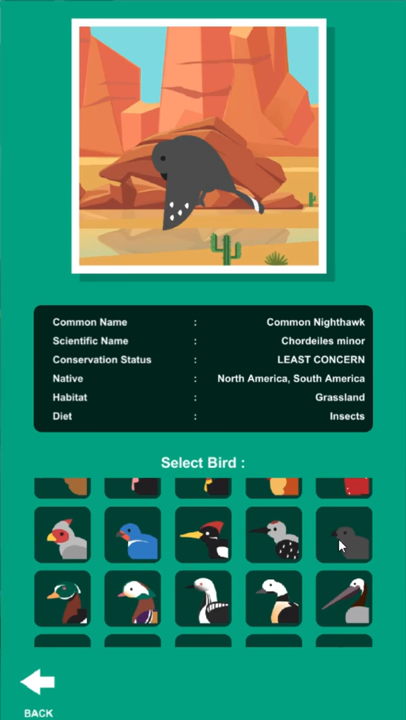 Common Name : Common Nighthawk
Scientific Name : Chordeiles minor
Conservation Status : LEAST CONCERN
Native : North America, South America
Habitat : Grassland
Diet : Insects
Select Bird :
BACK